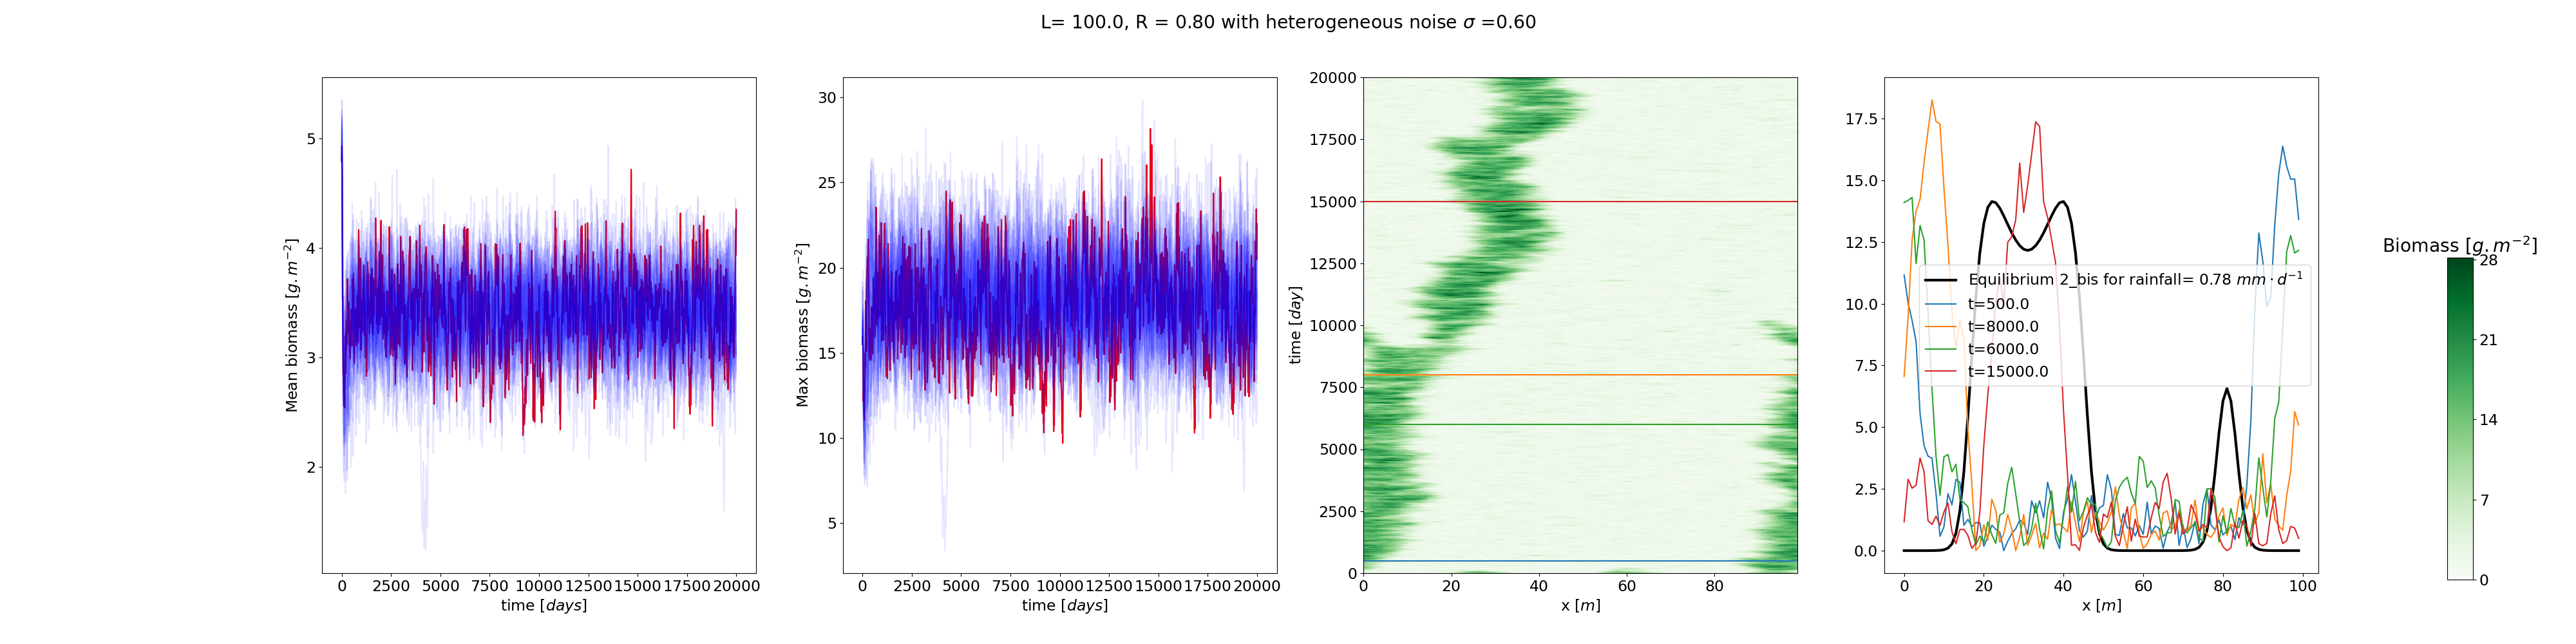 L= 100.0, R = 0.80 with heterogeneous noise σ =0.60
5
4
3
2
Mean biomass [g.m⁻²]
0 2500 5000 7500 10000 12500 15000 17500 20000
time [days]
30
25
20
15
10
5
Max biomass [g.m⁻²]
0 2500 5000 7500 10000 12500 15000 17500 20000
time [days]
20000
17500
15000
12500
10000
7500
5000
2500
0
time [day]
0 20 40 60 80
x [m]
17.5
15.0
12.5
10.0
7.5
5.0
2.5
0.0
Equilibrium 2_bis for rainfall= 0.78 mm · d⁻¹
t=500.0
t=8000.0
t=6000.0
t=15000.0
0 20 40 60 80 100
x [m]
Biomass [g.m⁻²]
28
21
14
7
0